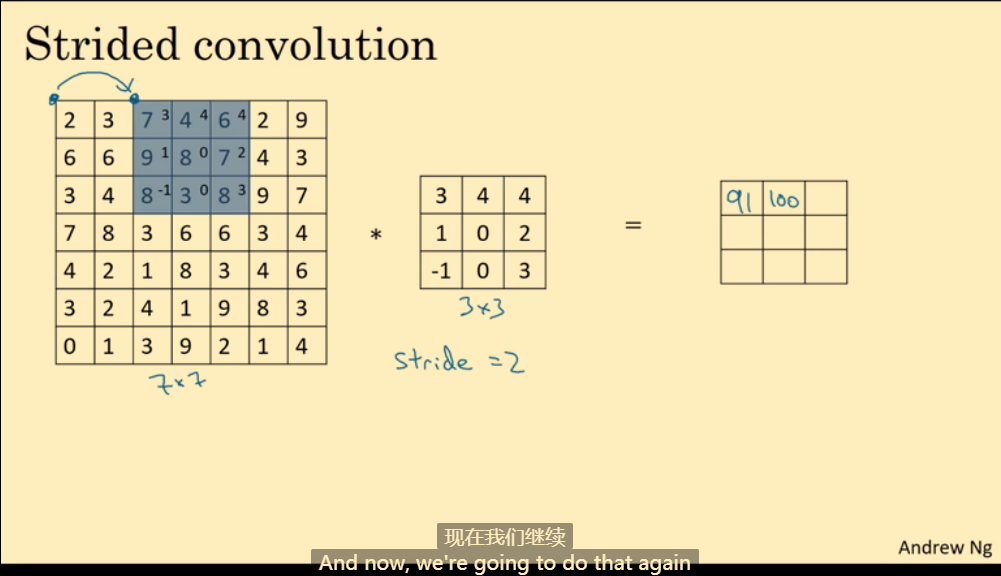 Strided convolution
2 3 7 3 4 4 6 4 2 9
6 6 9 1 8 0 7 2 4 3
3 4 8 -1 3 0 8 3 9 7
7 8 3 6 6 3 4
4 2 1 8 3 4 6
3 2 4 1 9 8 3
0 1 3 9 2 1 4
7×7
*
3 4 4
1 0 2
-1 0 3
3×3
stride =2
=
91 100
现在我们继续
And now, we're going to do that again
Andrew Ng